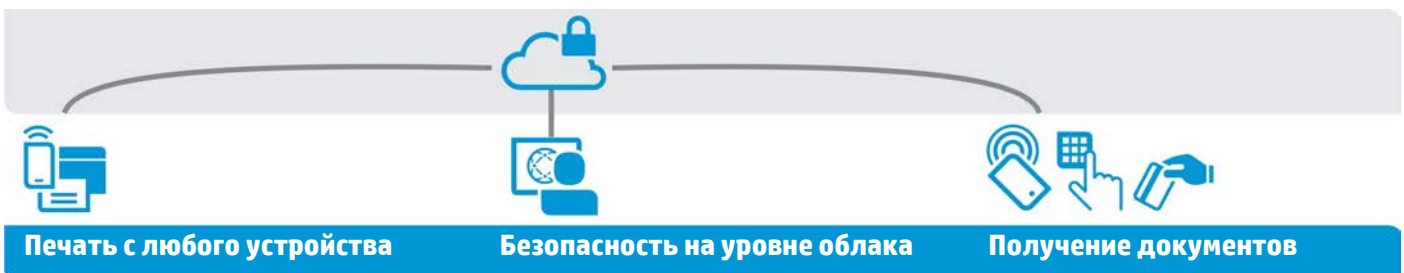 Печать с любого устройства
Безопасность на уровне облака
Получение документов